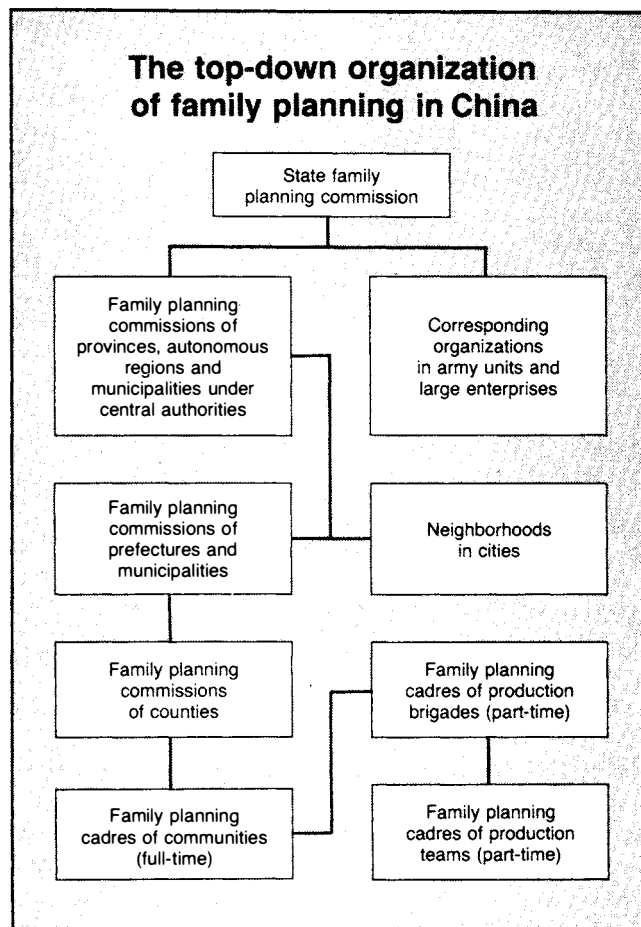 The top-down organization
of family planning in China
State family
planning commission
Family planning
commissions of
provinces, autonomous
regions and
municipalities under
central authorities
Corresponding
organizations
in army units and
large enterprises
Family planning
commissions of
prefectures and
municipalities
Neighborhoods
in cities
Family planning
commissions
of counties
Family planning
cadres of production
brigades (part-time)
Family planning
cadres of communities
(full-time)
Family planning
cadres of production
teams (part-time)